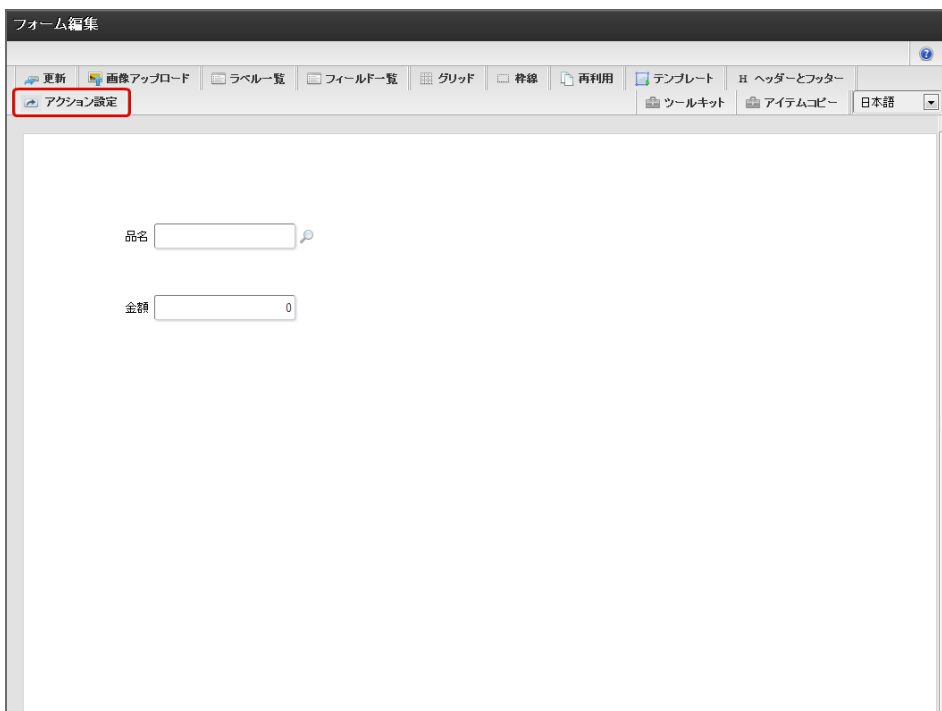 フォーム編集
更新 画像アップロード ラベル一覧 フィールド一覧 グリッド 枠線 再利用 テンプレート H ヘッダーとフッター
アクション設定 ツールキット アイテムコピー 日本語
品名
金額 0